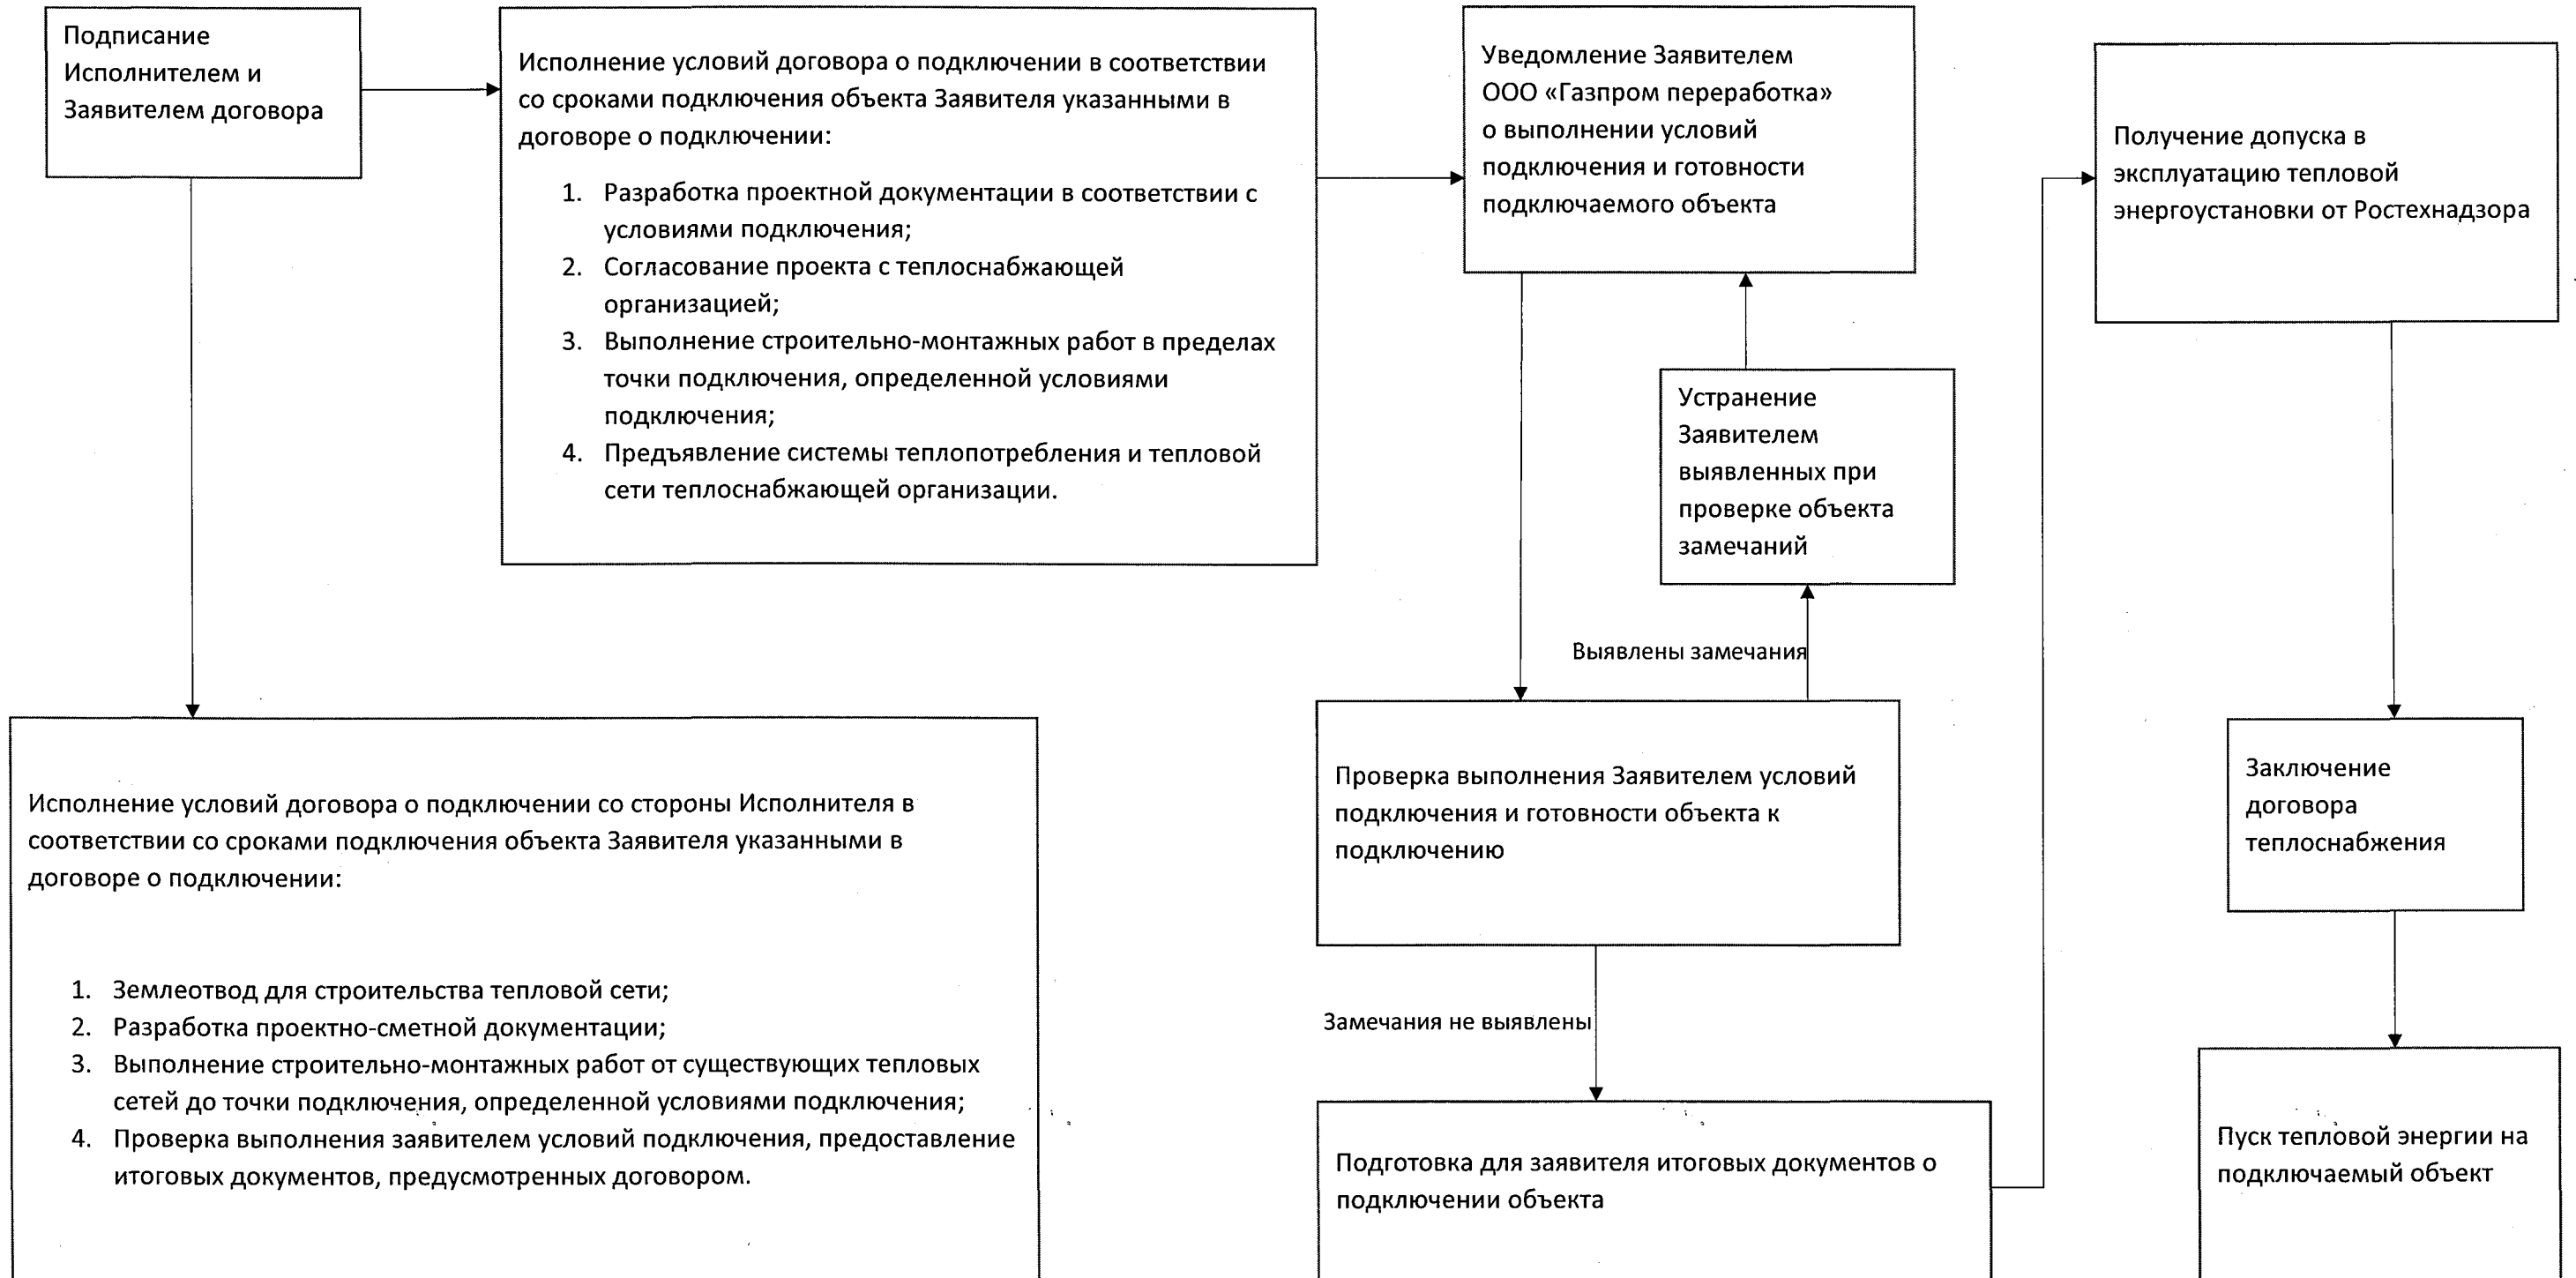 Подписание
Исполнителем и
Заявителем договора
Исполнение условий договора о подключении в соответствии
со сроками подключения объекта Заявителя указанными в
договоре о подключении:
1. Разработка проектной документации в соответствии с
условиями подключения;
2. Согласование проекта с теплоснабжающей
организацией;
3. Выполнение строительно-монтажных работ в пределах
точки подключения, определенной условиями
подключения;
4. Предъявление системы теплопотребления и тепловой
сети теплоснабжающей организации.
Уведомление Заявителем
ООО «Газпром переработка»
о выполнении условий
подключения и готовности
подключаемого объекта
Получение допуска в
эксплуатацию тепловой
энергоустановки от Ростехнадзора
Устранение
Заявителем
выявленных при
проверке объекта
замечаний
Выявлены замечания
Исполнение условий договора о подключении со стороны Исполнителя в
соответствии со сроками подключения объекта Заявителя указанными в
договоре о подключении:
1. Землеотвод для строительства тепловой сети;
2. Разработка проектно-сметной документации;
3. Выполнение строительно-монтажных работ от существующих тепловых
сетей до точки подключения, определенной условиями подключения;
4. Проверка выполнения заявителем условий подключения, предоставление
итоговых документов, предусмотренных договором.
Проверка выполнения Заявителем условий
подключения и готовности объекта к
подключению
Замечания не выявлены
Подготовка для заявителя итоговых документов о
подключении объекта
Заключение
договора
теплоснабжения
Пуск тепловой энергии на
подключаемый объект